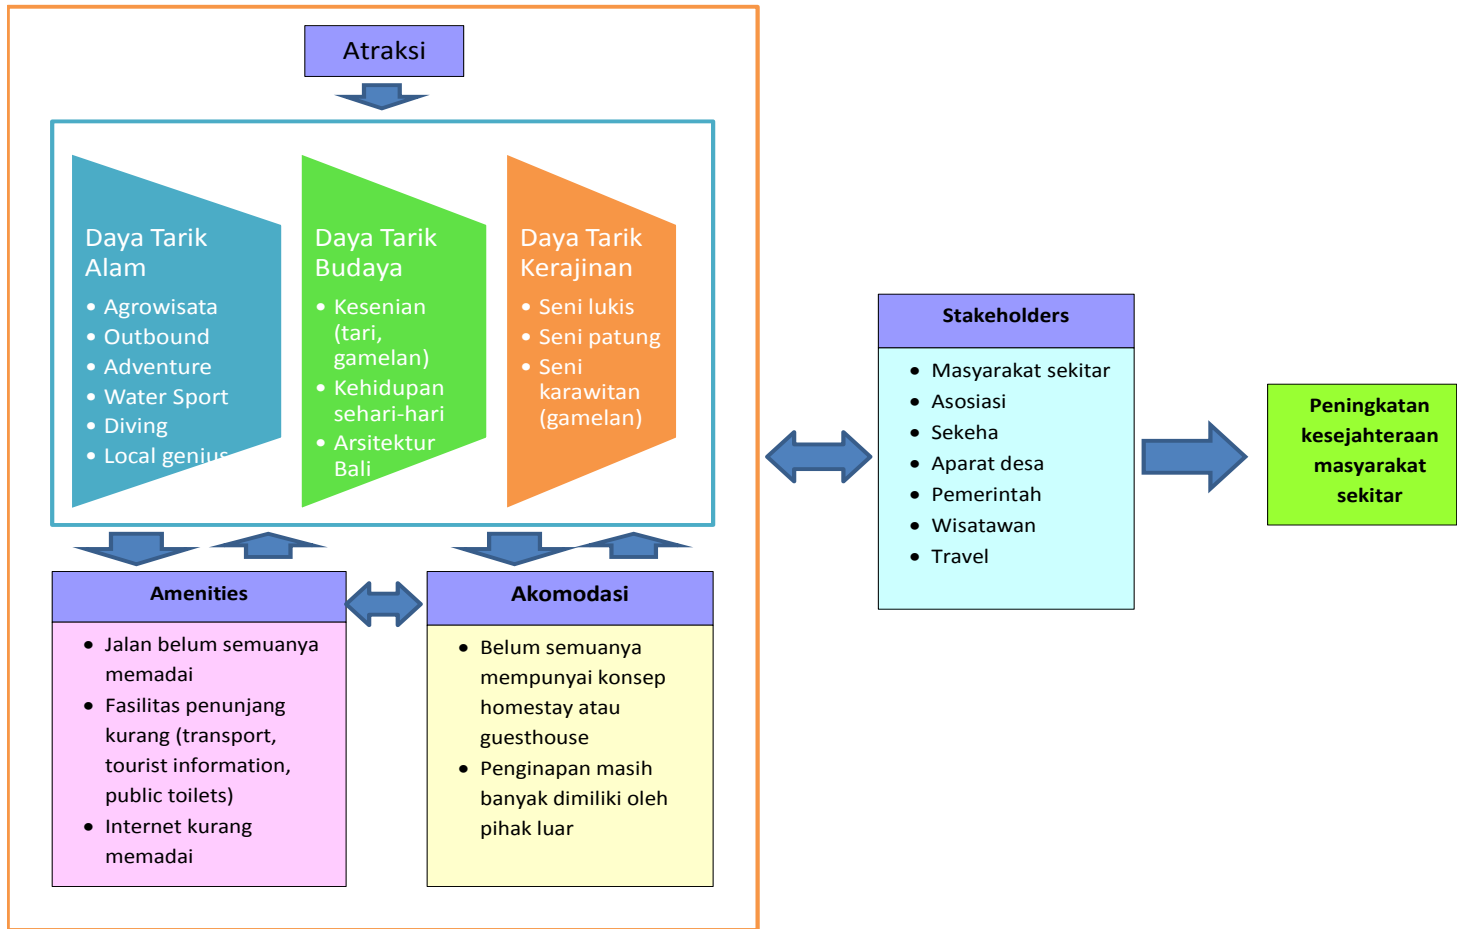 Atraksi
Daya Tarik
Alam
• Agrowisata
• Outbound
• Adventure
• Water Sport
• Diving
• Local genius
Daya Tarik
Budaya
• Kesenian
(tari,
gamelan)
• Kehidupan
sehari-hari
• Arsitektur
Bali
Daya Tarik
Kerajinan
• Seni lukis
• Seni patung
• Seni
karawitan
(gamelan)
Amenities
• Jalan belum semuanya
memadai
• Fasilitas penunjang
kurang (transport,
tourist information,
public toilets)
• Internet kurang
memadai
Akomodasi
• Belum semuanya
mempunyai konsep
homestay atau
guesthouse
• Penginapan masih
banyak dimiliki oleh
pihak luar
Stakeholders
• Masyarakat sekitar
• Asosiasi
• Sekeha
• Aparat desa
• Pemerintah
• Wisatawan
• Travel
Peningkatan
kesejahteraan
masyarakat
sekitar